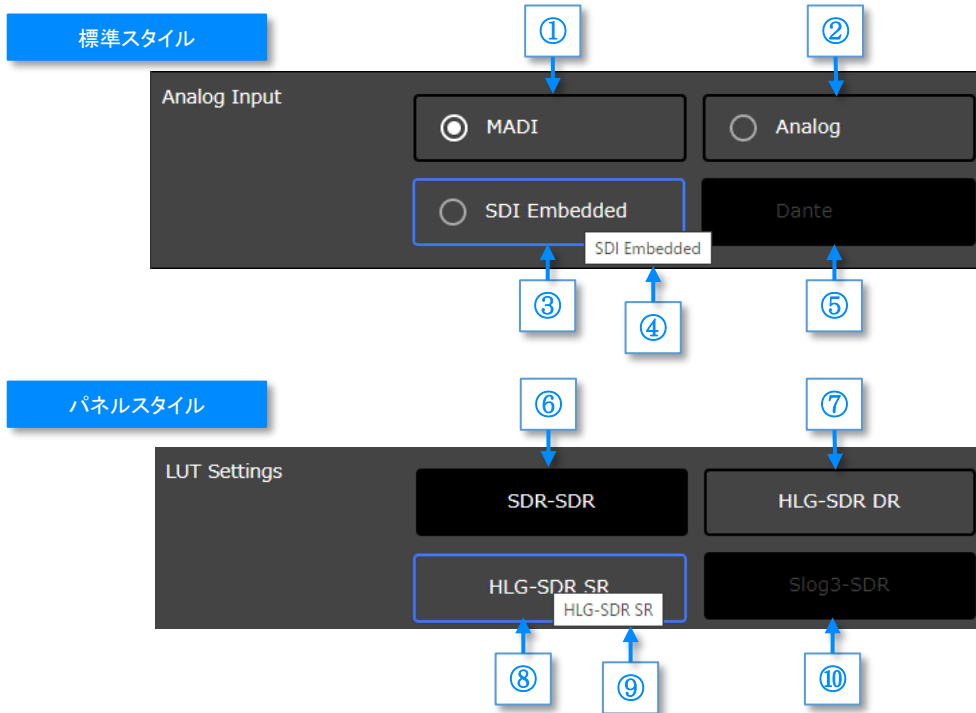 標準スタイル
①
②
Analog Input
MADI
Analog
SDI Embedded
Dante
SDI Embedded
③
④
⑤
パネルスタイル
⑥
⑦
LUT Settings
SDR-SDR
HLG-SDR DR
HLG-SDR SR
Slog3-SDR
HLG-SDR SR
⑧
⑨
⑩